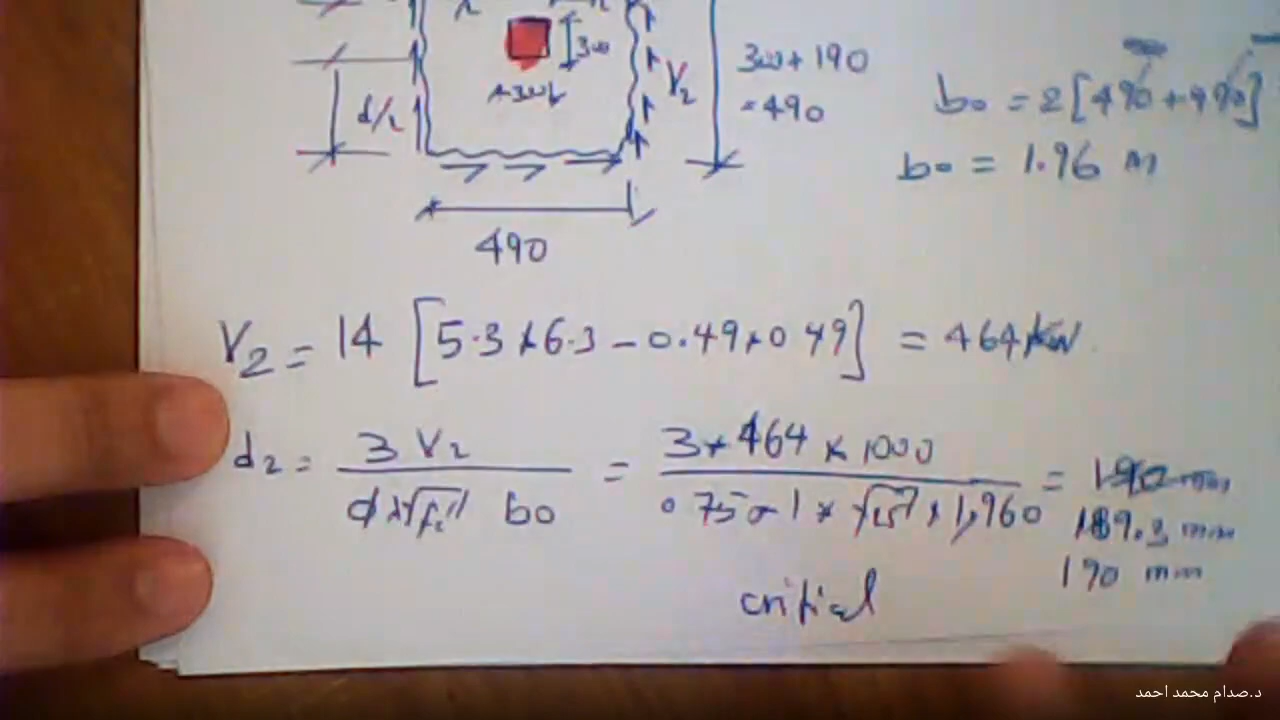 300
300 + 190
= 490
V₂
d/2
b₀ = 2 [490 + 490]
b₀ = 1.96 m
490
V₂ = 14 [5.3 × 6.3 − 0.49 × 0.49] = 464 kN
d₂ = 3 V₂ / ϕ λ √fc' b₀ = 3 × 464 × 1000 / 0.75 × 1 × √25 × 1,960 = 190 mm
189.3 mm
190 mm
critical
د.صدام محمد احمد